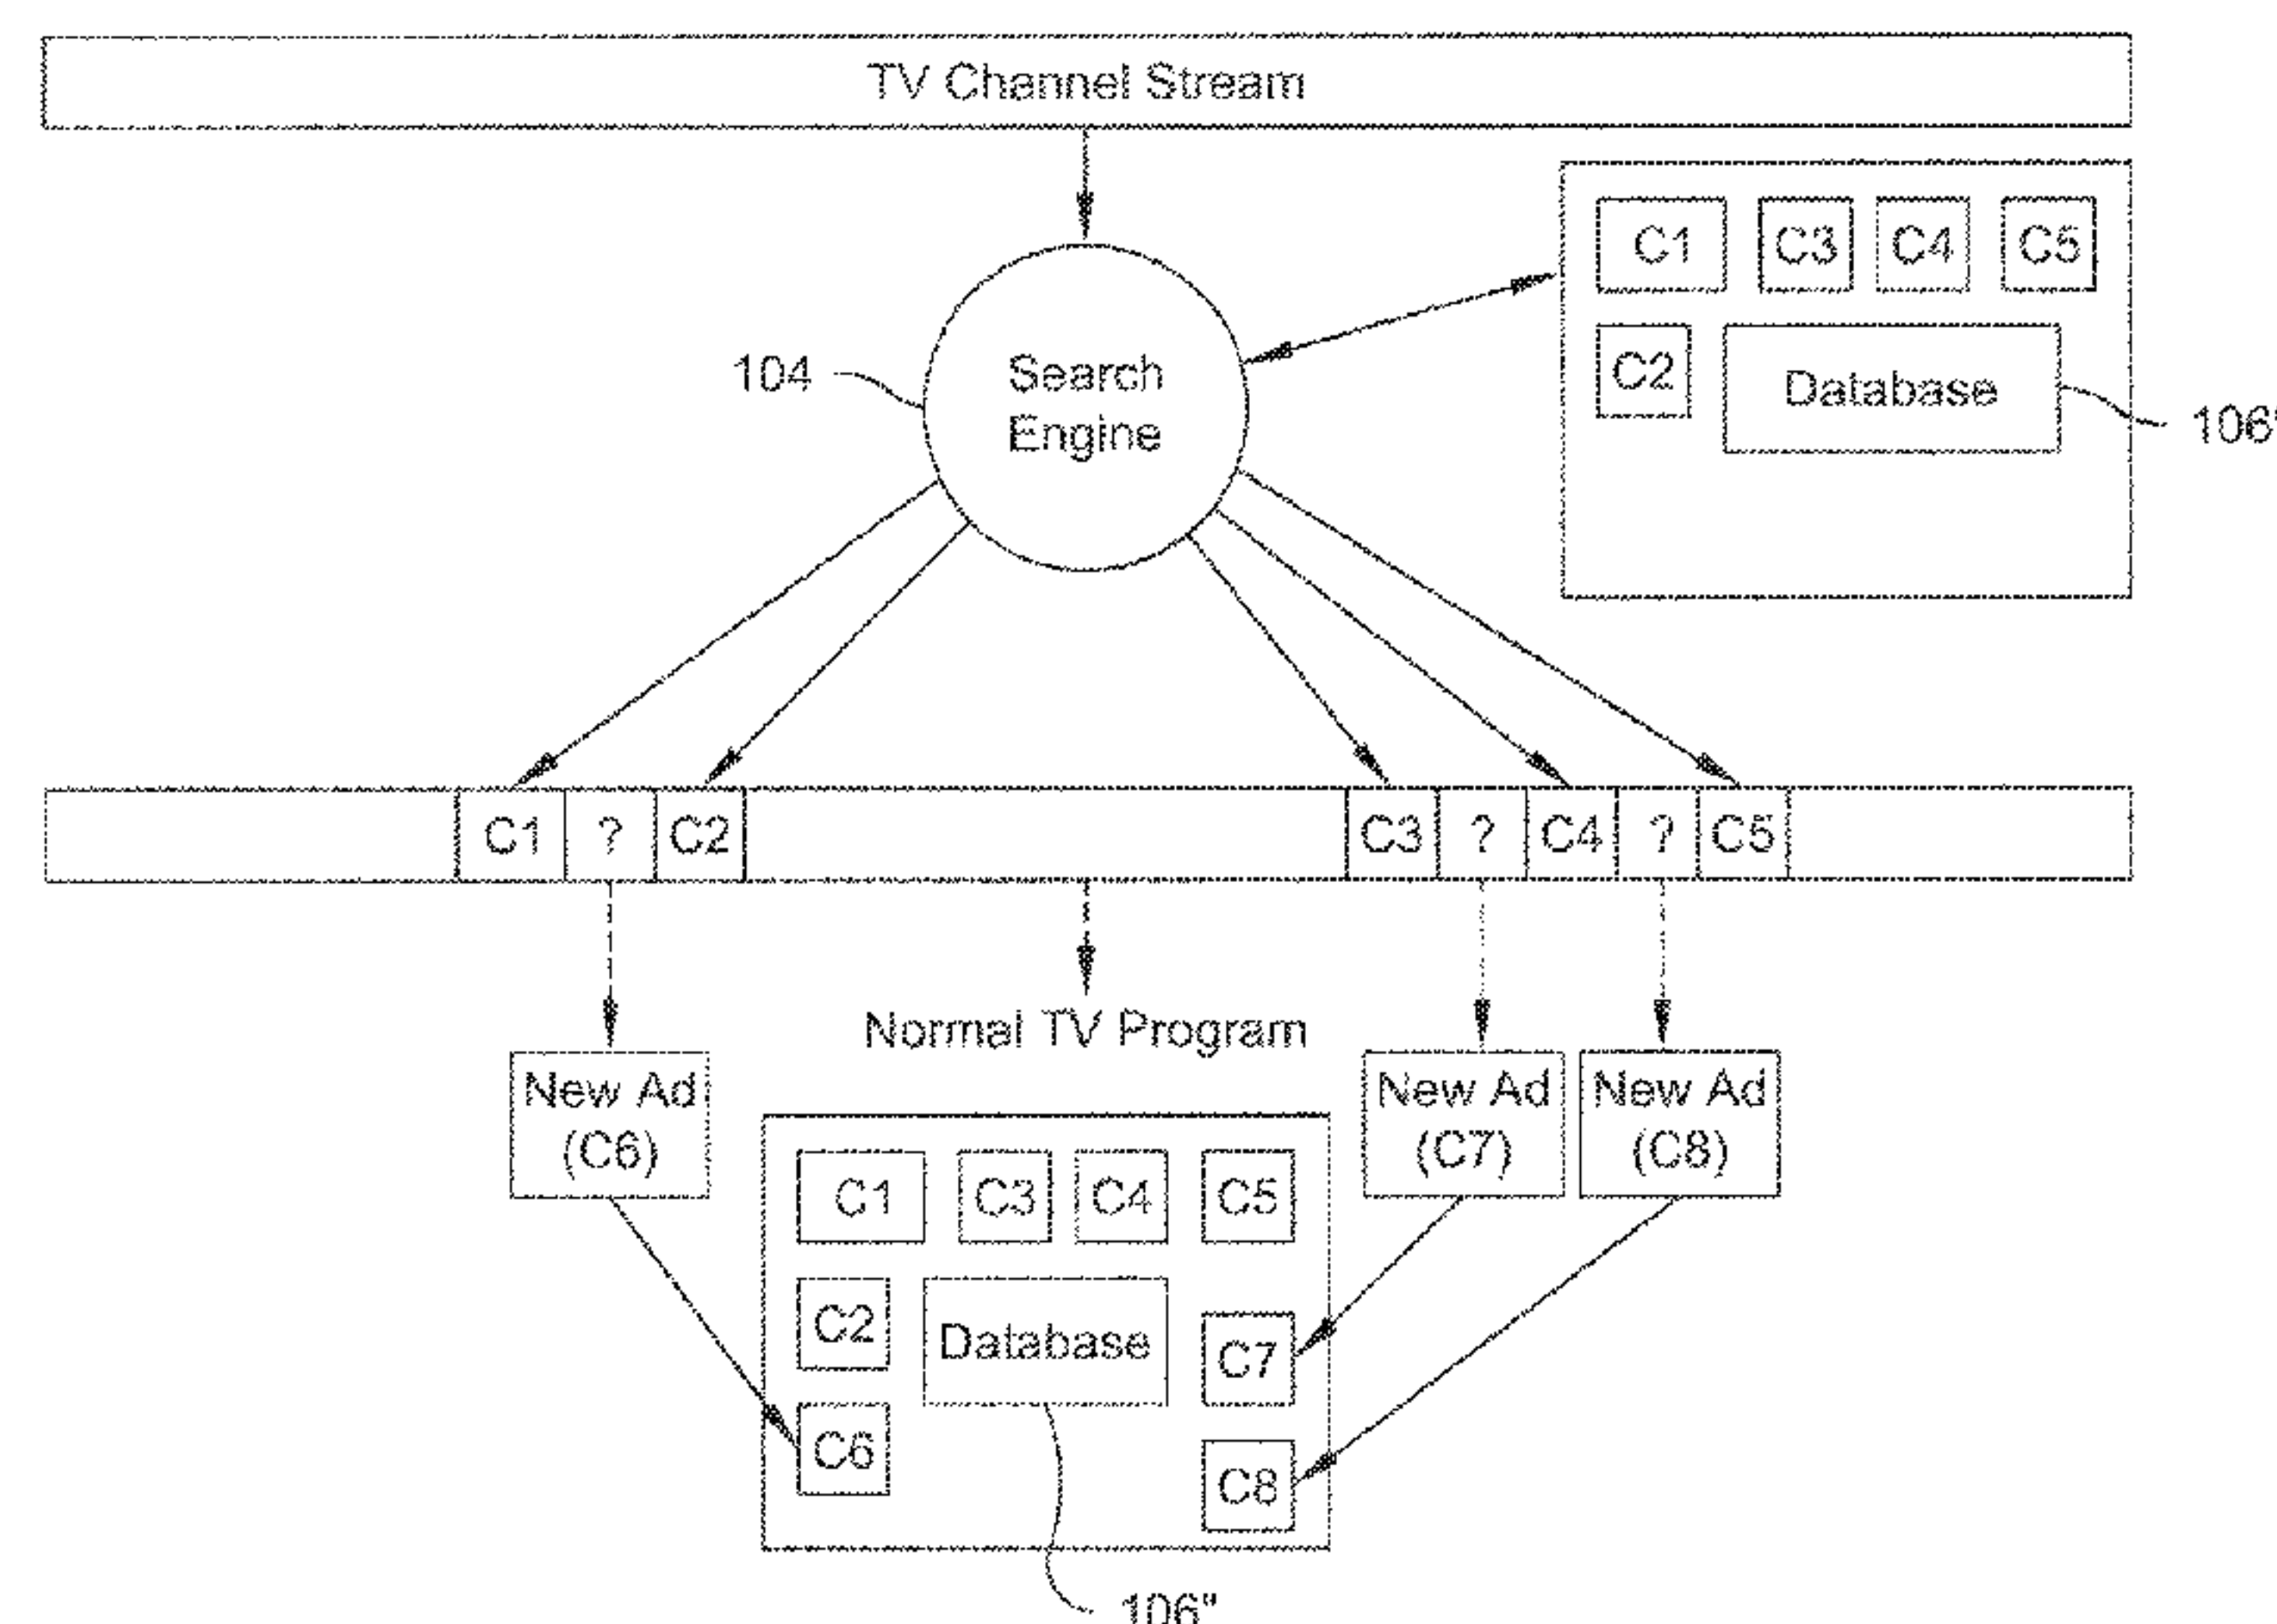 TV Channel Stream
C1 C3 C4 C5
C2 Database
106'
104
Search
Engine
C1 ? C2 C3 ? C4 ? C5
Normal TV Program
New Ad
(C6)
New Ad
(C7)
New Ad
(C8)
C1 C3 C4 C5
C2 Database C7
C6 C8
106"